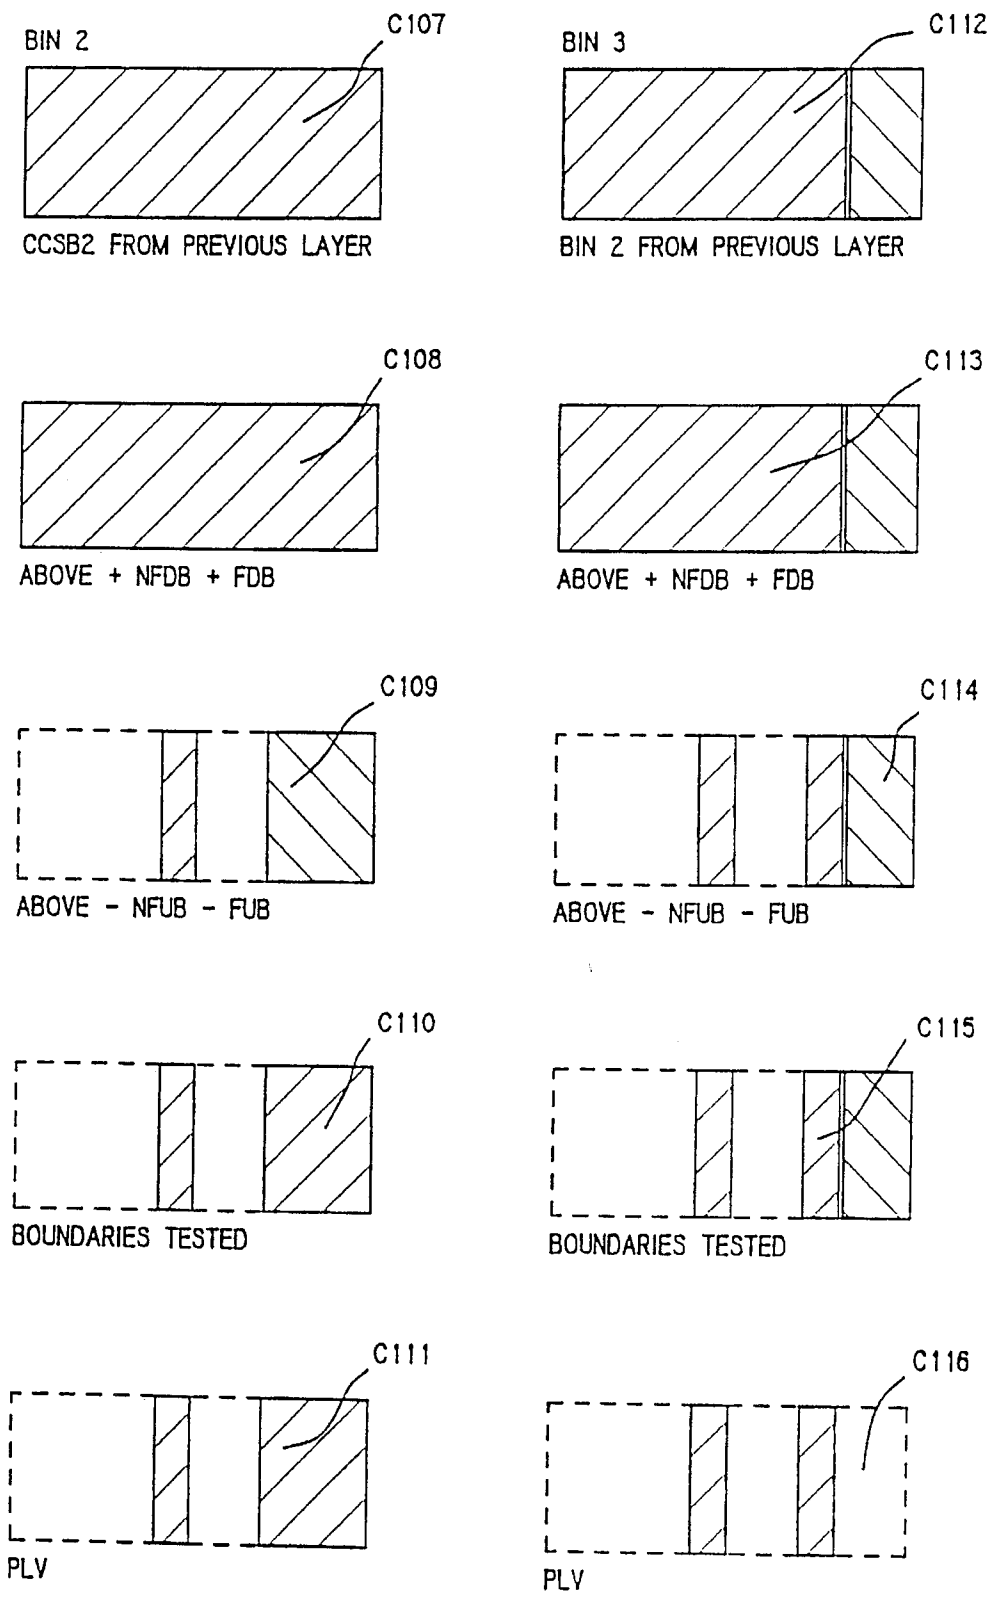 BIN 2
C107
CCSB2 FROM PREVIOUS LAYER
BIN 3
C112
BIN 2 FROM PREVIOUS LAYER
C108
ABOVE + NFDB + FDB
C113
ABOVE + NFDB + FDB
C109
ABOVE - NFUB - FUB
C114
ABOVE - NFUB - FUB
C110
BOUNDARIES TESTED
C115
BOUNDARIES TESTED
C111
PLV
C116
PLV